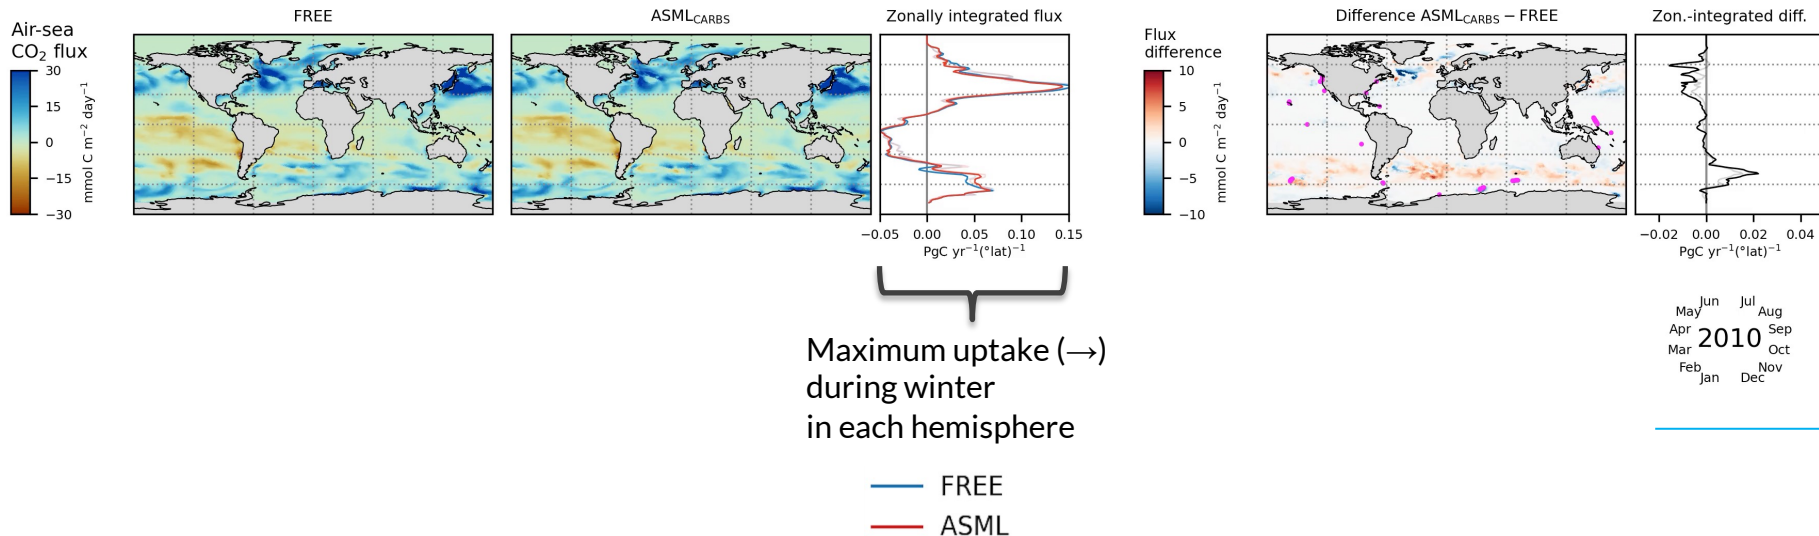 Air-sea
CO₂ flux
30
15
0
−15
−30
mmol C m⁻² day⁻¹
FREE
ASML_CARBS
Zonally integrated flux
−0.05 0.00 0.05 0.10 0.15
PgC yr⁻¹(°lat)⁻¹
Flux
difference
10
5
0
−5
−10
mmol C m⁻² day⁻¹
Difference ASML_CARBS − FREE
Zon.-integrated diff.
−0.02 0.00 0.02 0.04
PgC yr⁻¹(°lat)⁻¹
Maximum uptake (→)
during winter
in each hemisphere
FREE
ASML
Jun Jul
May Aug
Apr 2010 Sep
Mar Oct
Feb Nov
Jan Dec